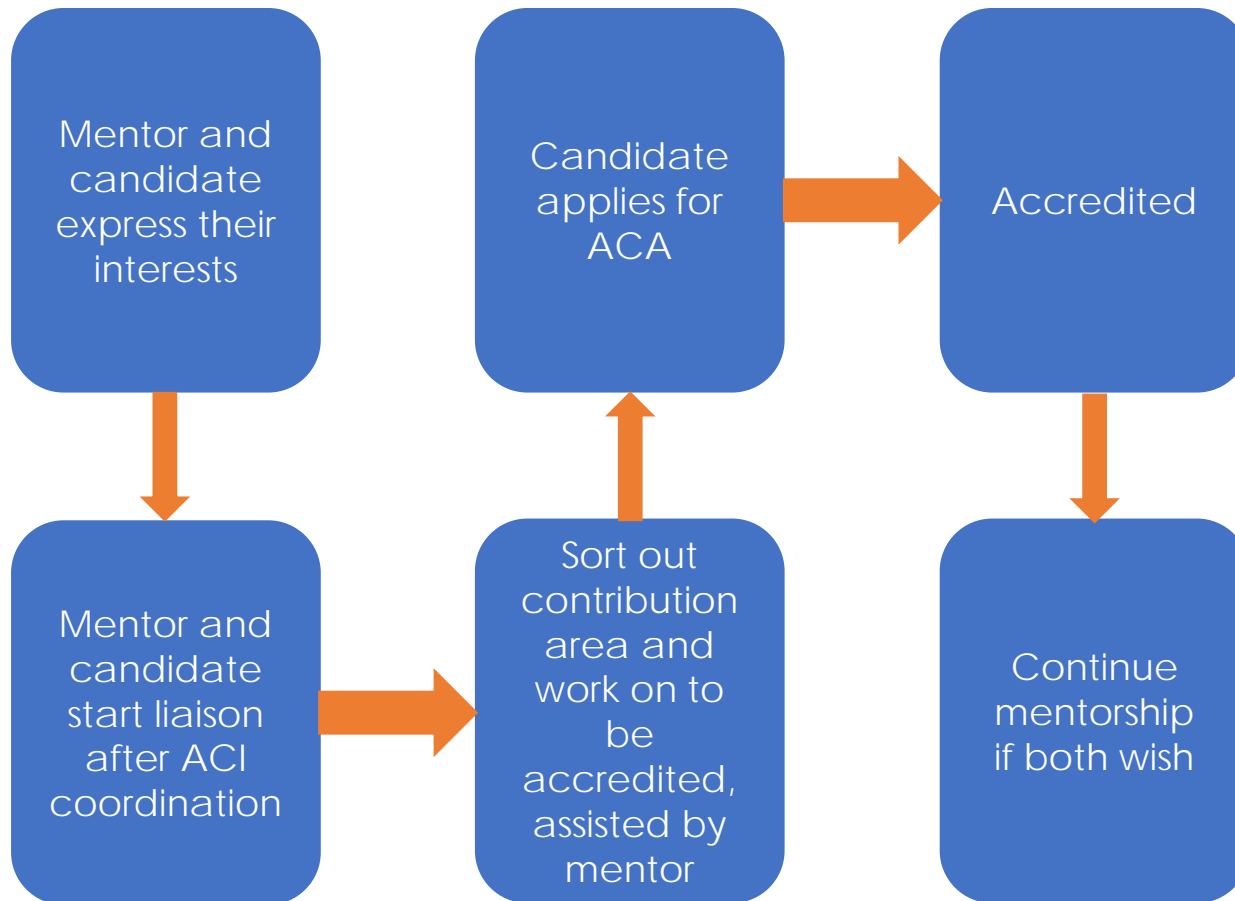 Mentor and
candidate
express their
interests
Mentor and
candidate
start liaison
after ACI
coordination
Sort out
contribution
area and
work on to
be
accredited,
assisted by
mentor
Candidate
applies for
ACA
Accredited
Continue
mentorship
if both wish